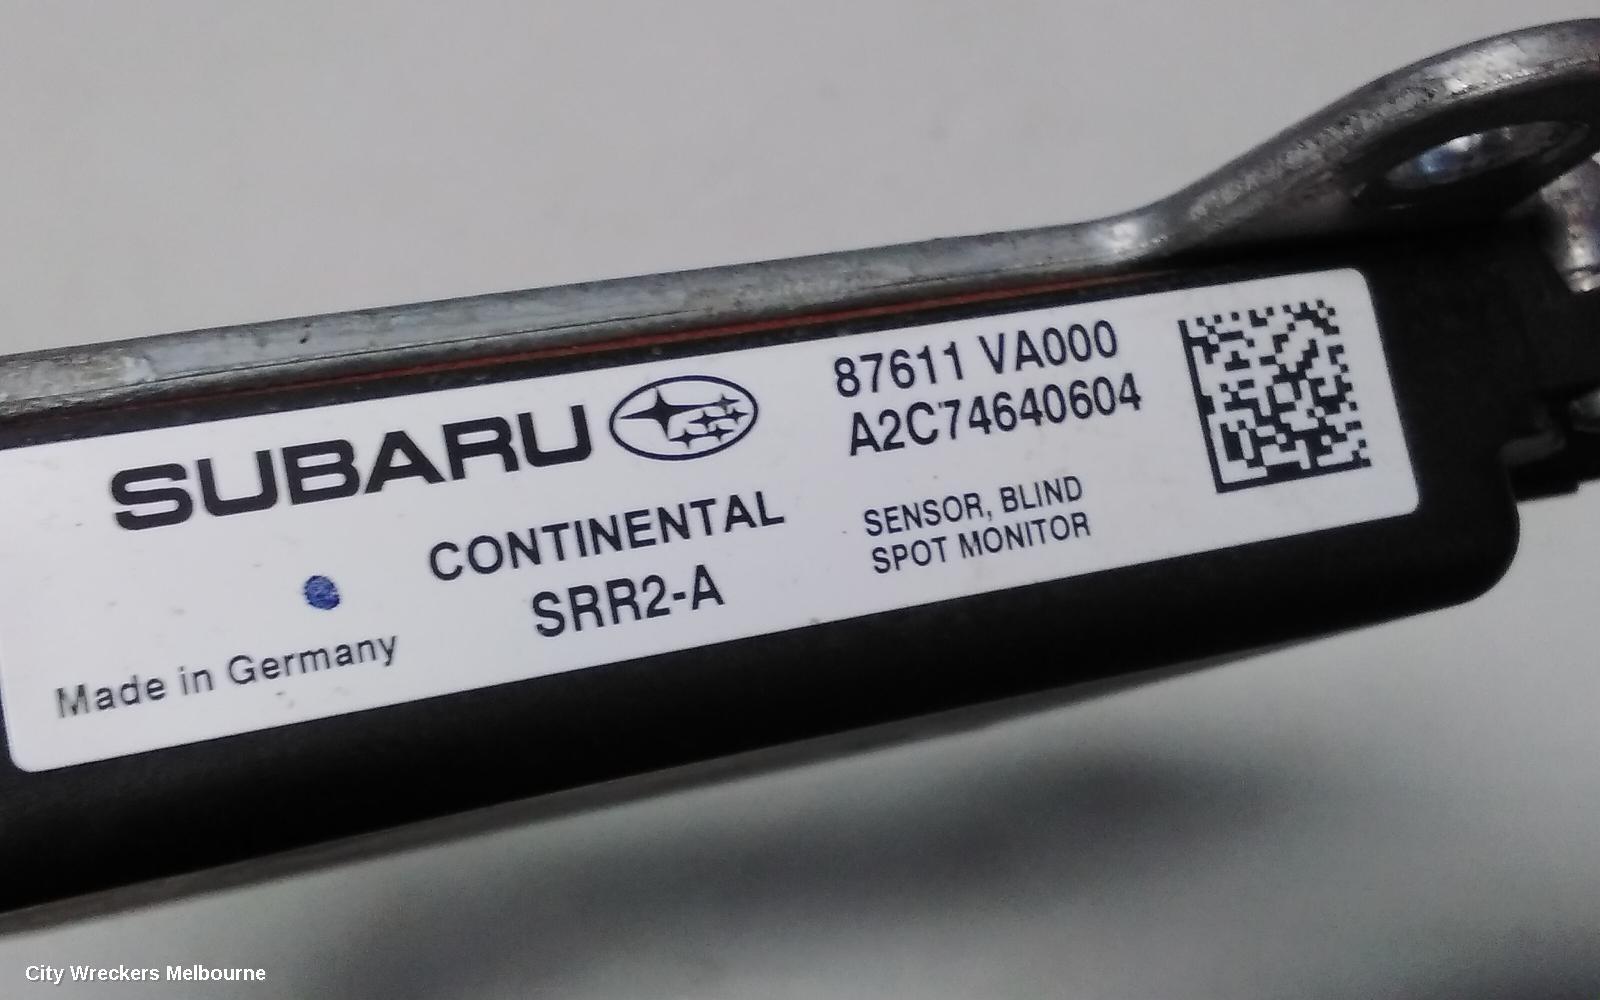 SUBARU
CONTINENTAL
SRR2-A
Made in Germany
87611 VA000
A2C74640604
SENSOR, BLIND
SPOT MONITOR
City Wreckers Melbourne